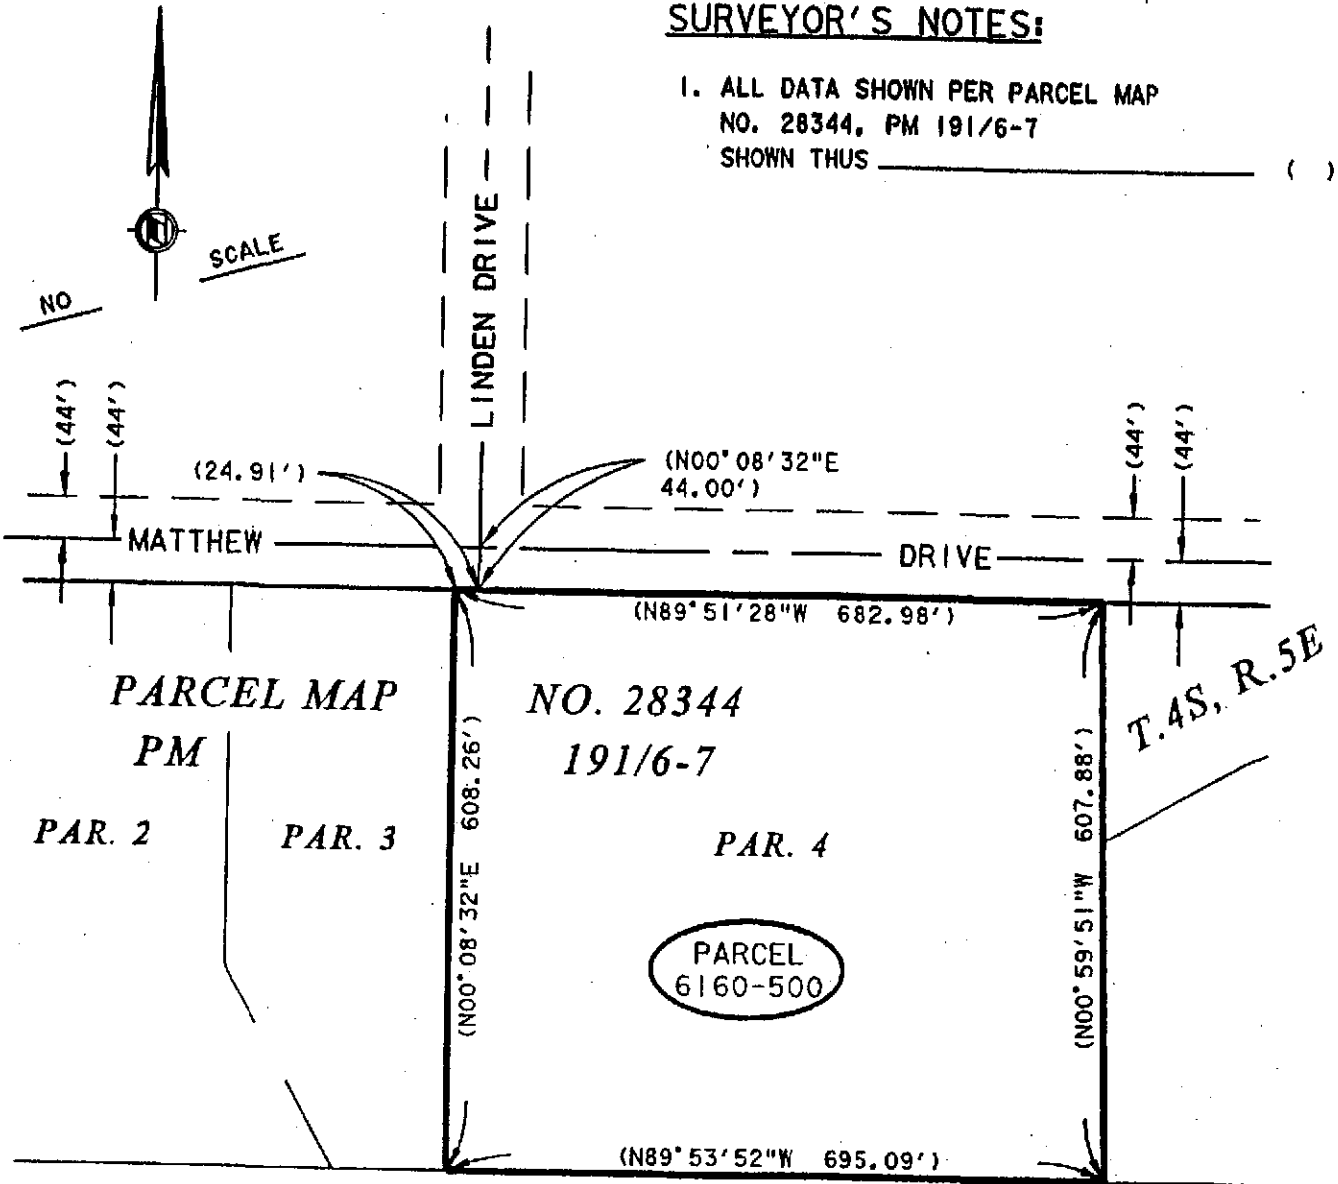 SURVEYOR'S NOTES:
1. ALL DATA SHOWN PER PARCEL MAP
NO. 28344, PM 191/6-7
SHOWN THUS ( )
NO SCALE
LINDEN DRIVE
(44')
(44')
(24.91')
(N00°08'32"E
44.00')
(44')
(44')
MATTHEW DRIVE
(N89°51'28"W 682.98')
PARCEL MAP NO. 28344
PM 191/6-7
T.4S, R.5E
PAR. 2
PAR. 3
PAR. 4
(N00°08'32"E 608.26')
(N00°59'51"W 607.88')
PARCEL
6160-500
(N89°53'52"W 695.09')